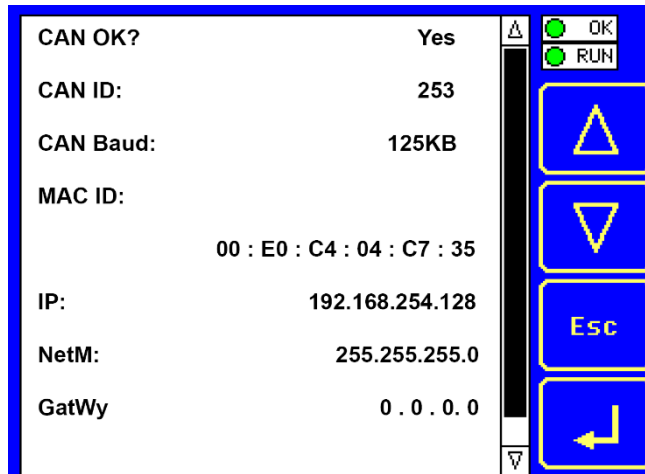 CAN OK? Yes
CAN ID: 253
CAN Baud: 125KB
MAC ID:
00 : E0 : C4 : 04 : C7 : 35
IP: 192.168.254.128
NetM: 255.255.255.0
GatWy 0 . 0 . 0. 0
OK
RUN
Esc